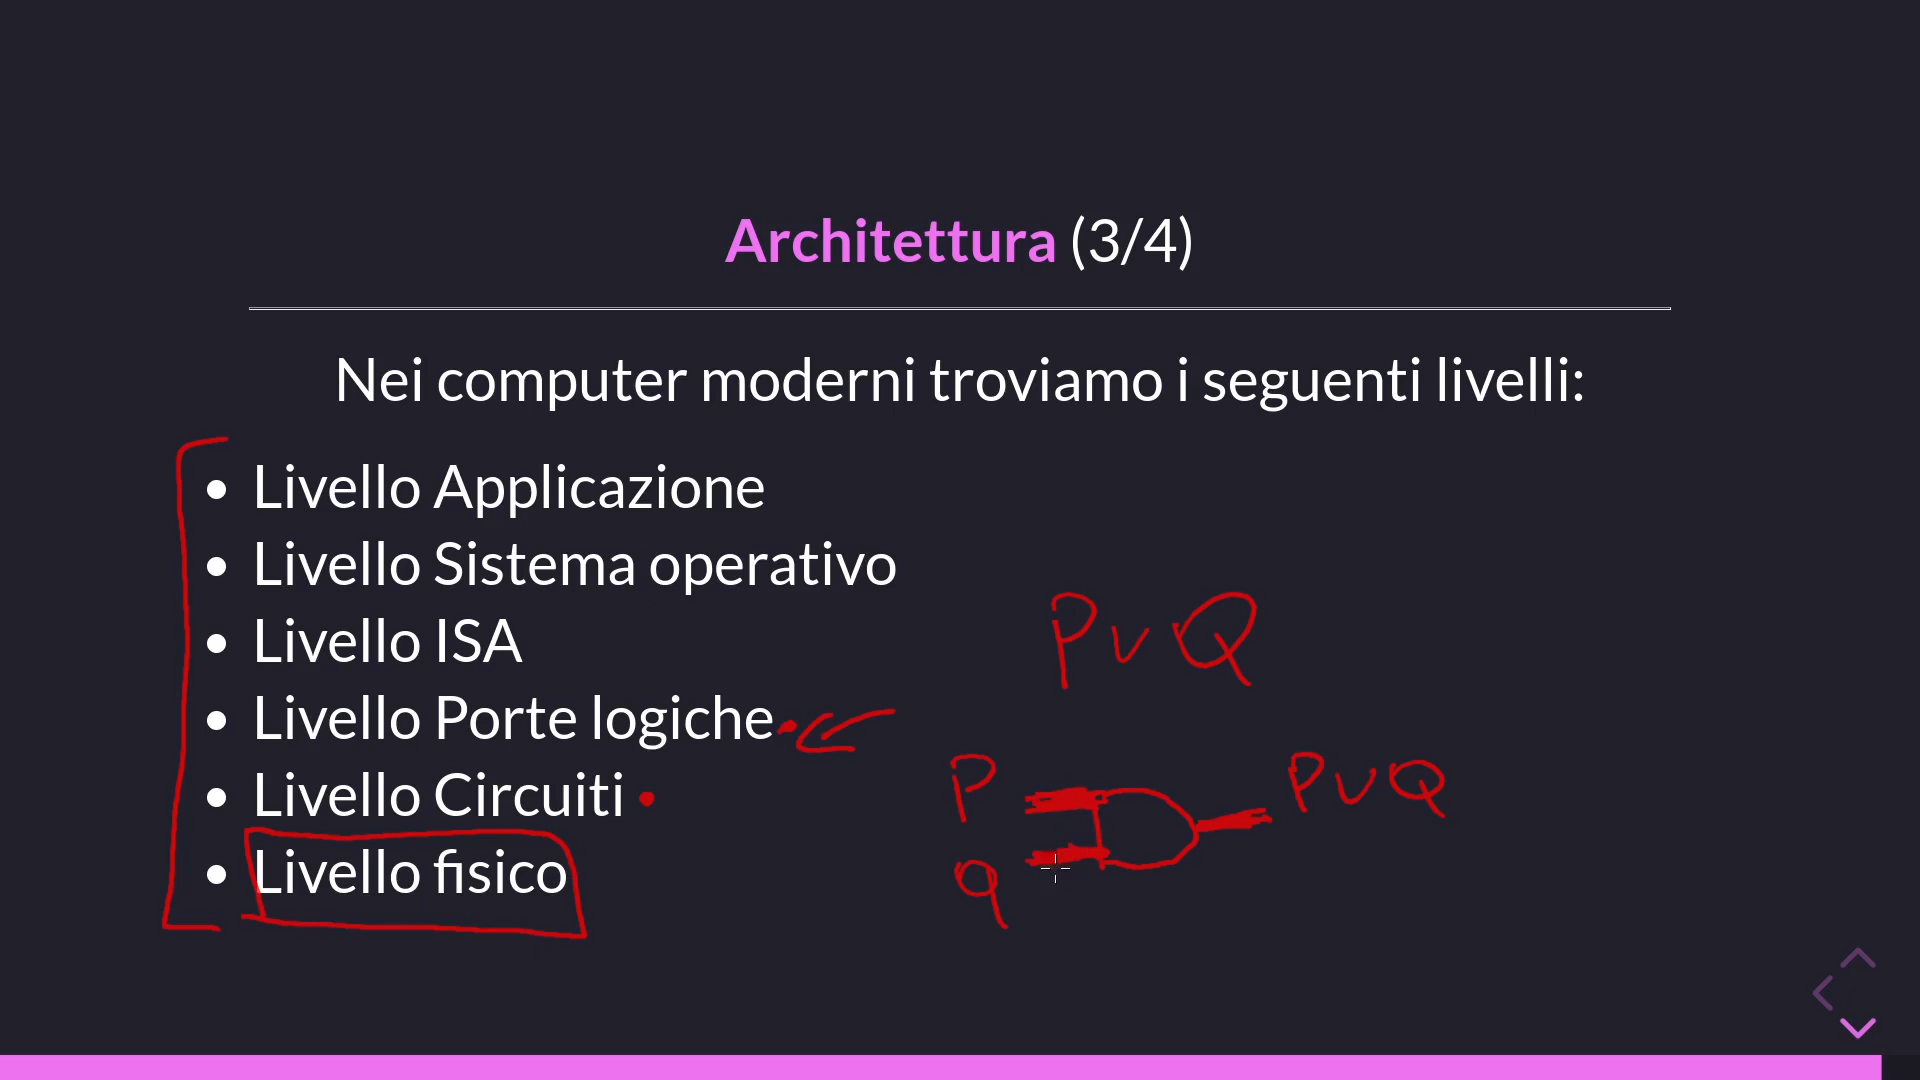 Architettura (3/4)
Nei computer moderni troviamo i seguenti livelli:
• Livello Applicazione
• Livello Sistema operativo
• Livello ISA
• Livello Porte logiche
• Livello Circuiti
• Livello fisico
P v Q
P
q
P v Q